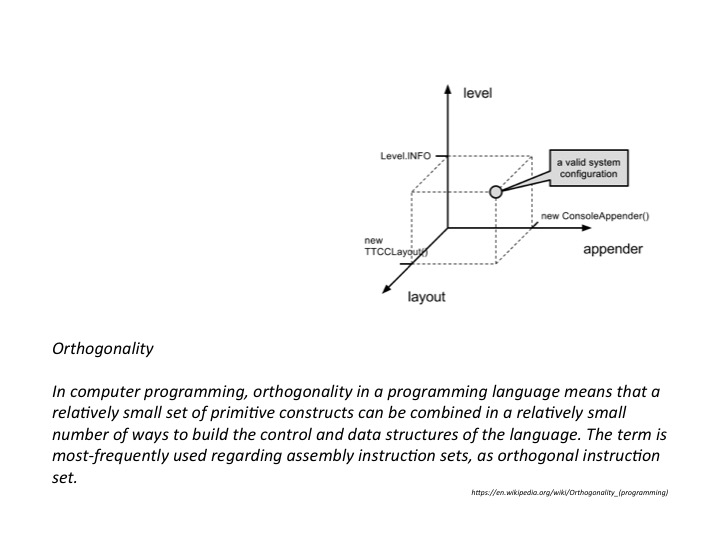 level
Level.INFO
a valid system
configuration
new ConsoleAppender()
new
TTCCLayout()
appender
layout
Orthogonality
In computer programming, orthogonality in a programming language means that a
relatively small set of primitive constructs can be combined in a relatively small
number of ways to build the control and data structures of the language. The term is
most-frequently used regarding assembly instruction sets, as orthogonal instruction
set.
https://en.wikipedia.org/wiki/Orthogonality_(programming)